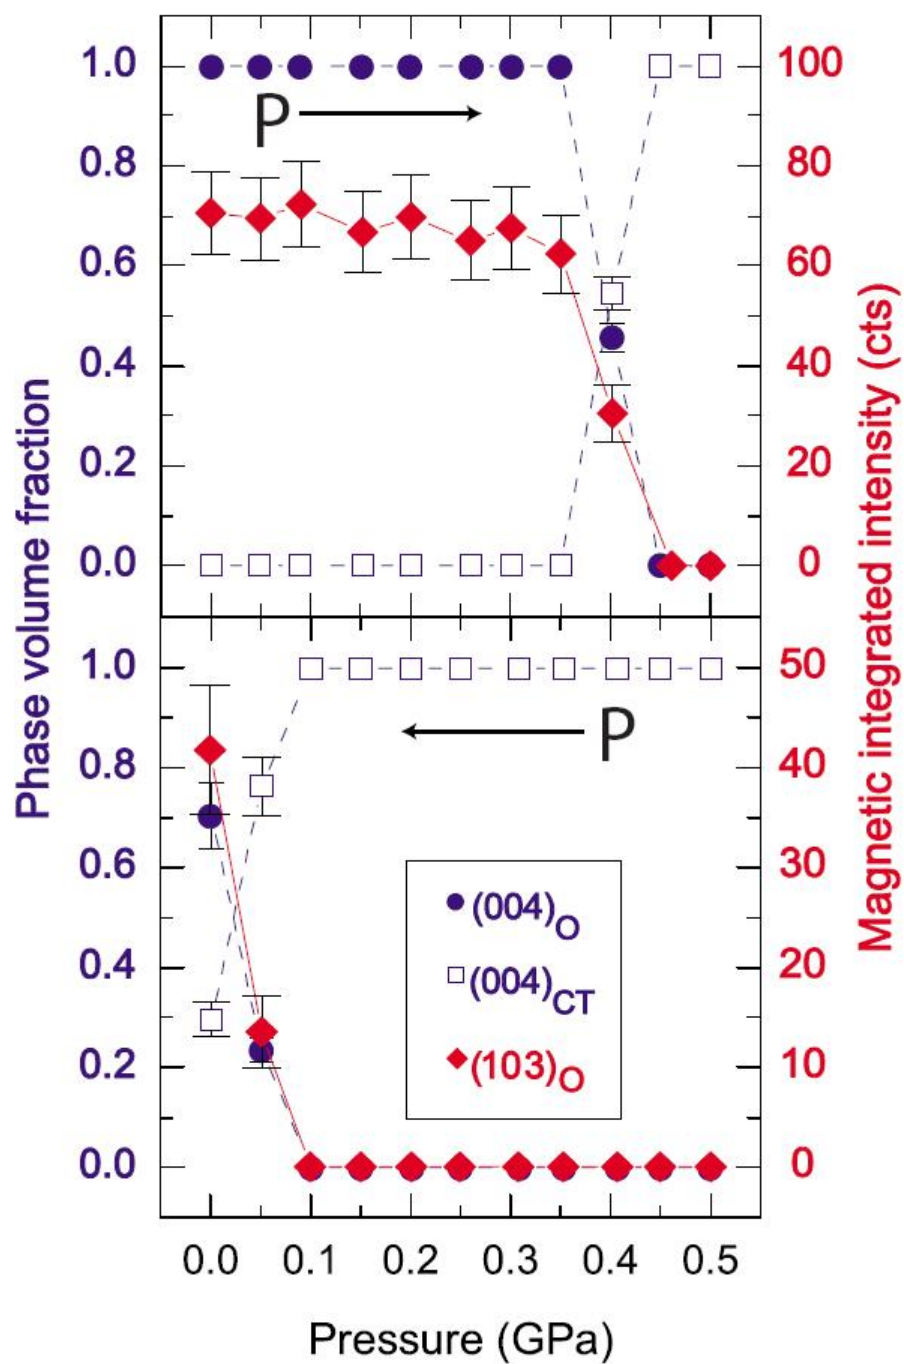 1.0 100
P
0.8 80
0.6 60
0.4 40
0.2 20
0.0 0
1.0 50
P
0.8 40
0.6 30
0.4 20
0.2 10
0.0 0
(004)O
(004)CT
(103)O
0.0 0.1 0.2 0.3 0.4 0.5
Pressure (GPa)
Phase volume fraction
Magnetic integrated intensity (cts)